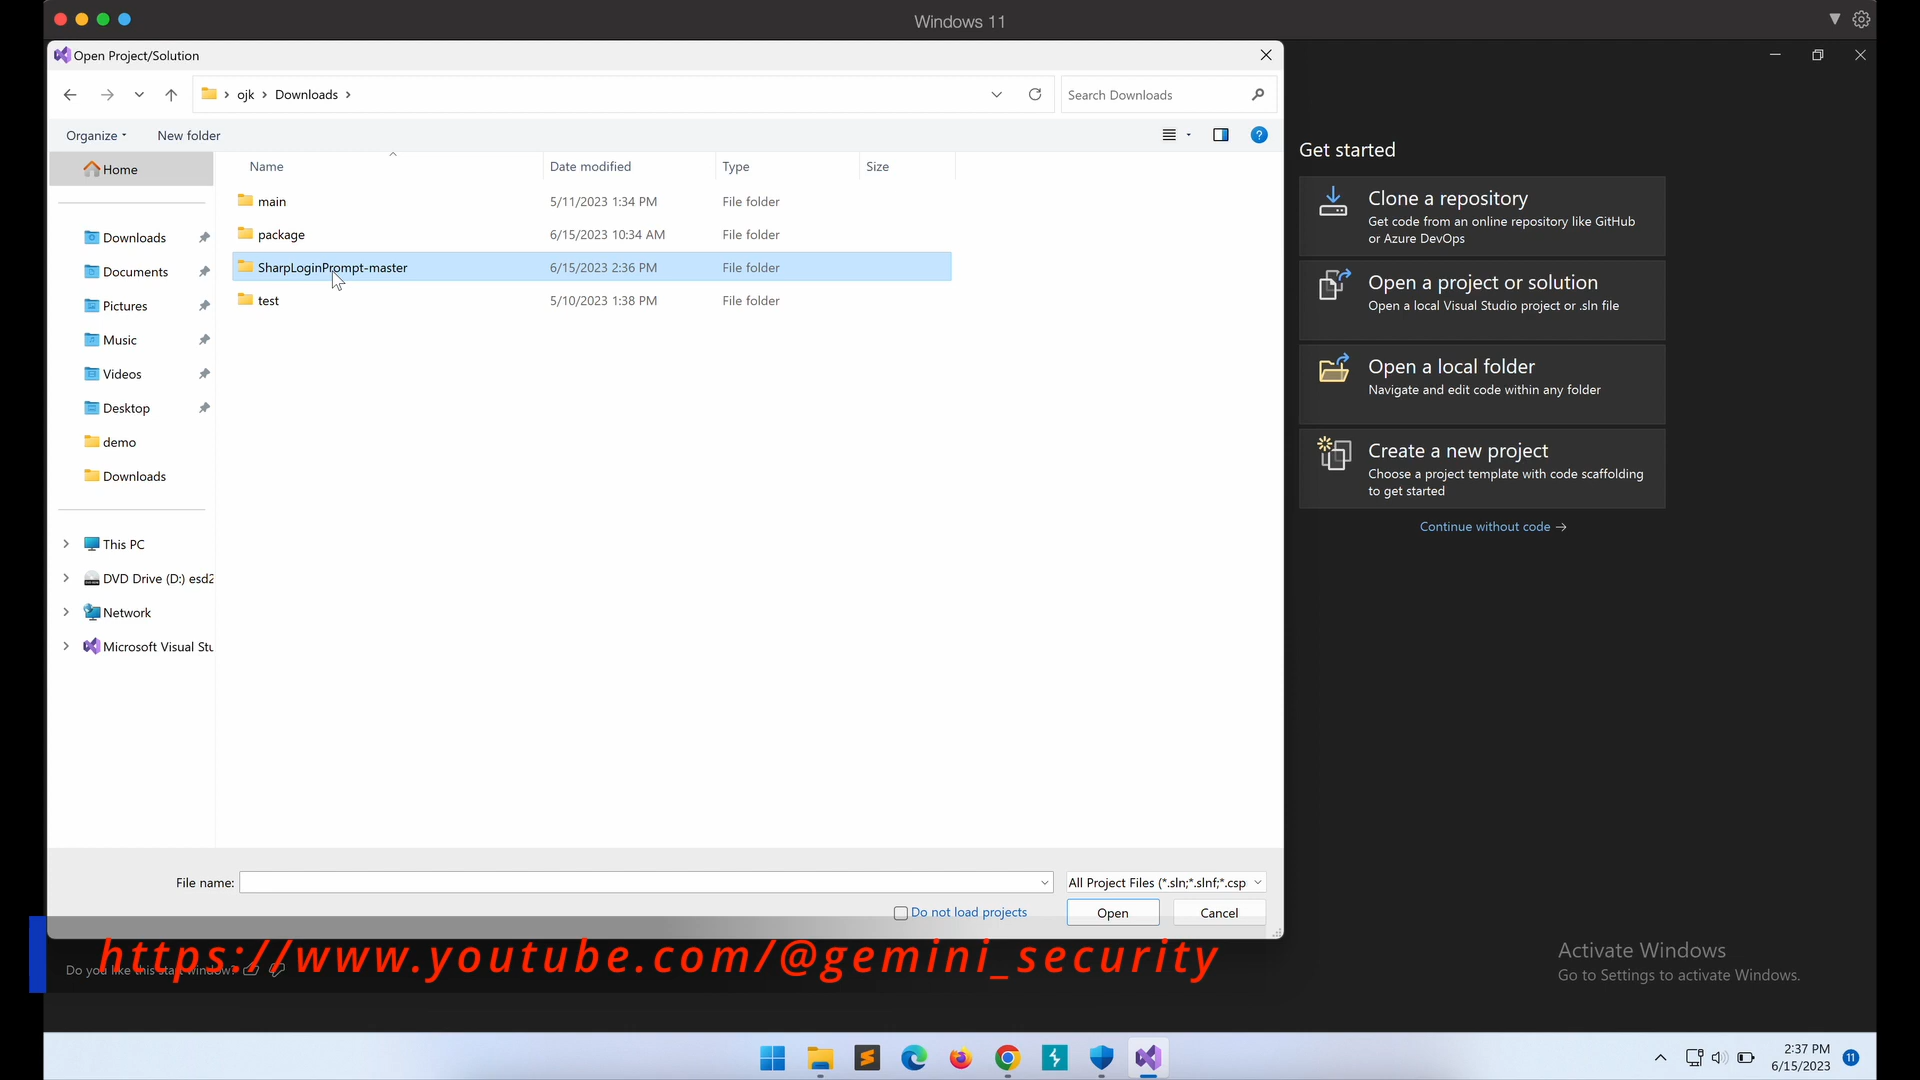 Windows 11
Open Project/Solution
ojk > Downloads >
Search Downloads
Organize
New folder
Name
Date modified
Type
Size
Home
main 5/11/2023 1:34 PM File folder
package 6/15/2023 10:34 AM File folder
SharpLoginPrompt-master 6/15/2023 2:36 PM File folder
test 5/10/2023 1:38 PM File folder
Downloads
Documents
Pictures
Music
Videos
Desktop
demo
Downloads
This PC
DVD Drive (D:) esd2
Network
Microsoft Visual Stu
File name:
All Project Files (*.sln;*.slnf;*.csp
Do not load projects
Open
Cancel
Get started
Clone a repository
Get code from an online repository like GitHub
or Azure DevOps
Open a project or solution
Open a local Visual Studio project or .sln file
Open a local folder
Navigate and edit code within any folder
Create a new project
Choose a project template with code scaffolding
to get started
Continue without code →
https://www.youtube.com/@gemini_security
Do you like this start window?
Activate Windows
Go to Settings to activate Windows.
2:37 PM
6/15/2023
11